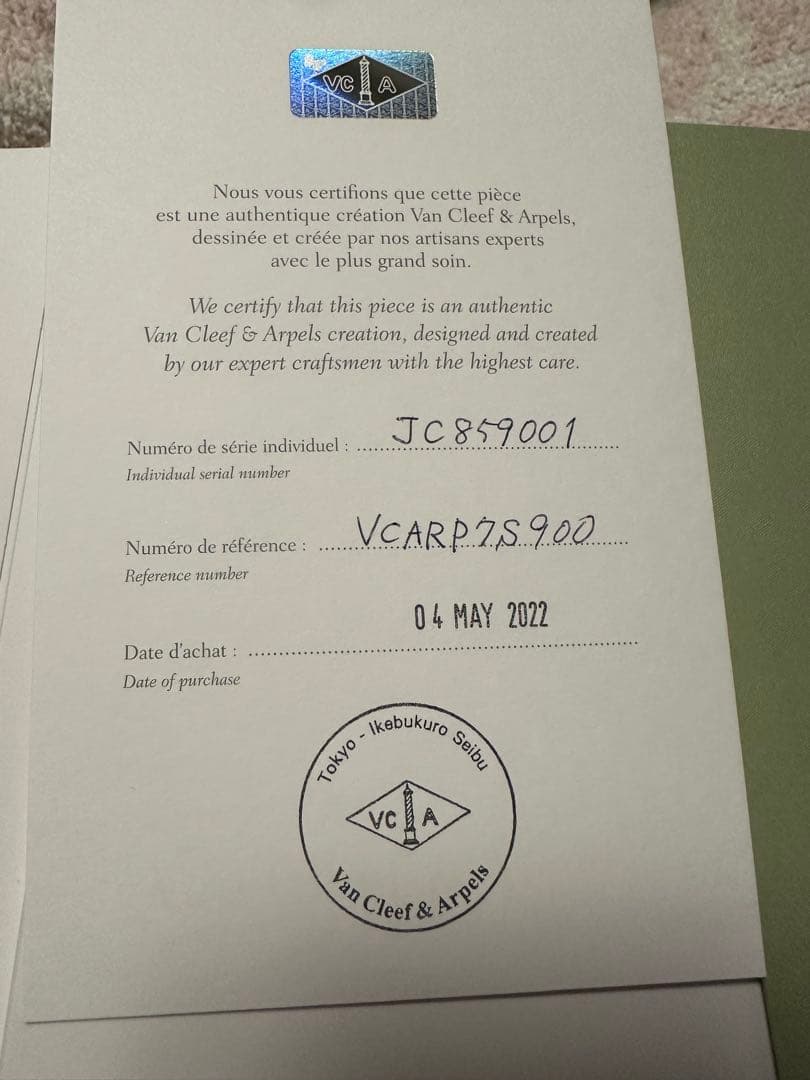 VC A
Nous vous certifions que cette pièce
est une authentique création Van Cleef & Arpels,
dessinée et créée par nos artisans experts
avec le plus grand soin.
We certify that this piece is an authentic
Van Cleef & Arpels creation, designed and created
by our expert craftsmen with the highest care.
Numéro de série individuel : JC859001
Individual serial number
Numéro de référence : VCARP7S900
Reference number
04 MAY 2022
Date d'achat :
Date of purchase
Tokyo - Ikebukuro Seibu
VC A
Van Cleef & Arpels